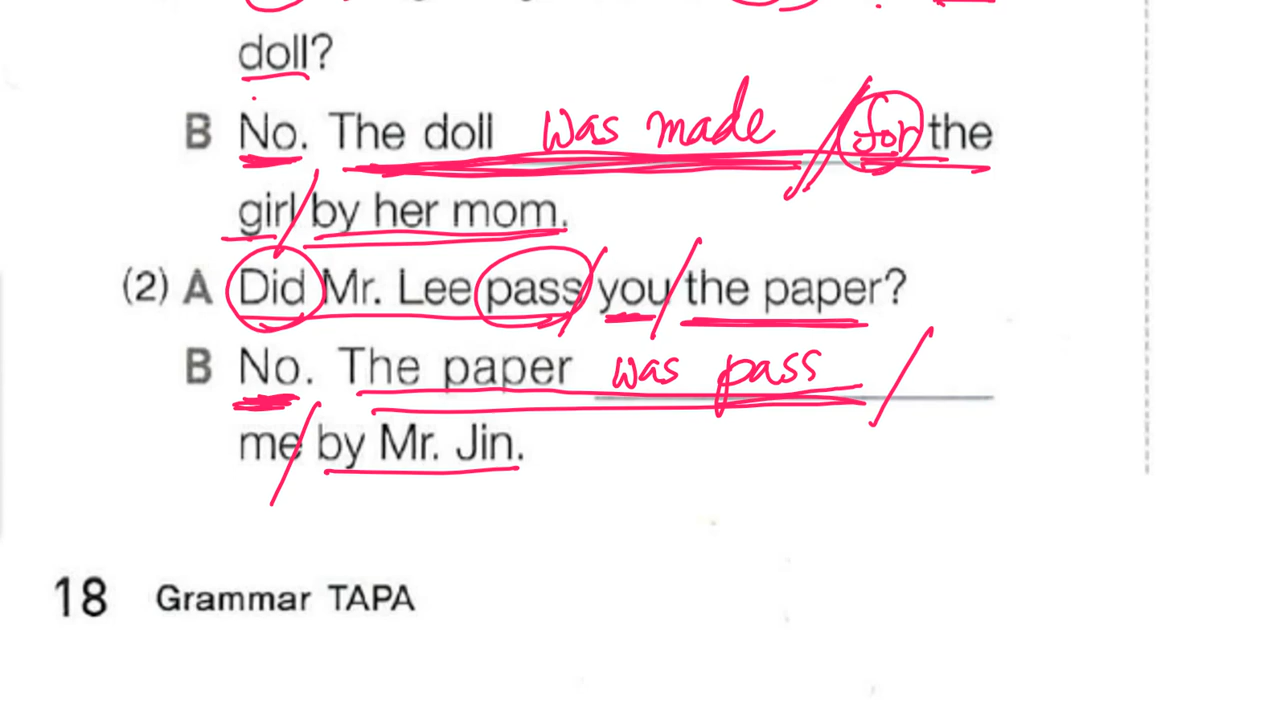 doll?
B No. The doll was made for the
girl by her mom.
(2) A Did Mr. Lee pass you the paper?
B No. The paper was pass
me by Mr. Jin.
18 Grammar TAPA